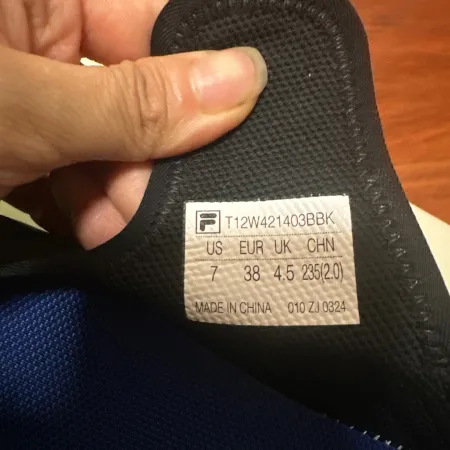 T12W421403BBK
US EUR UK CHN
7 38 4.5 235(2.0)
MADE IN CHINA 010 ZJ 0324